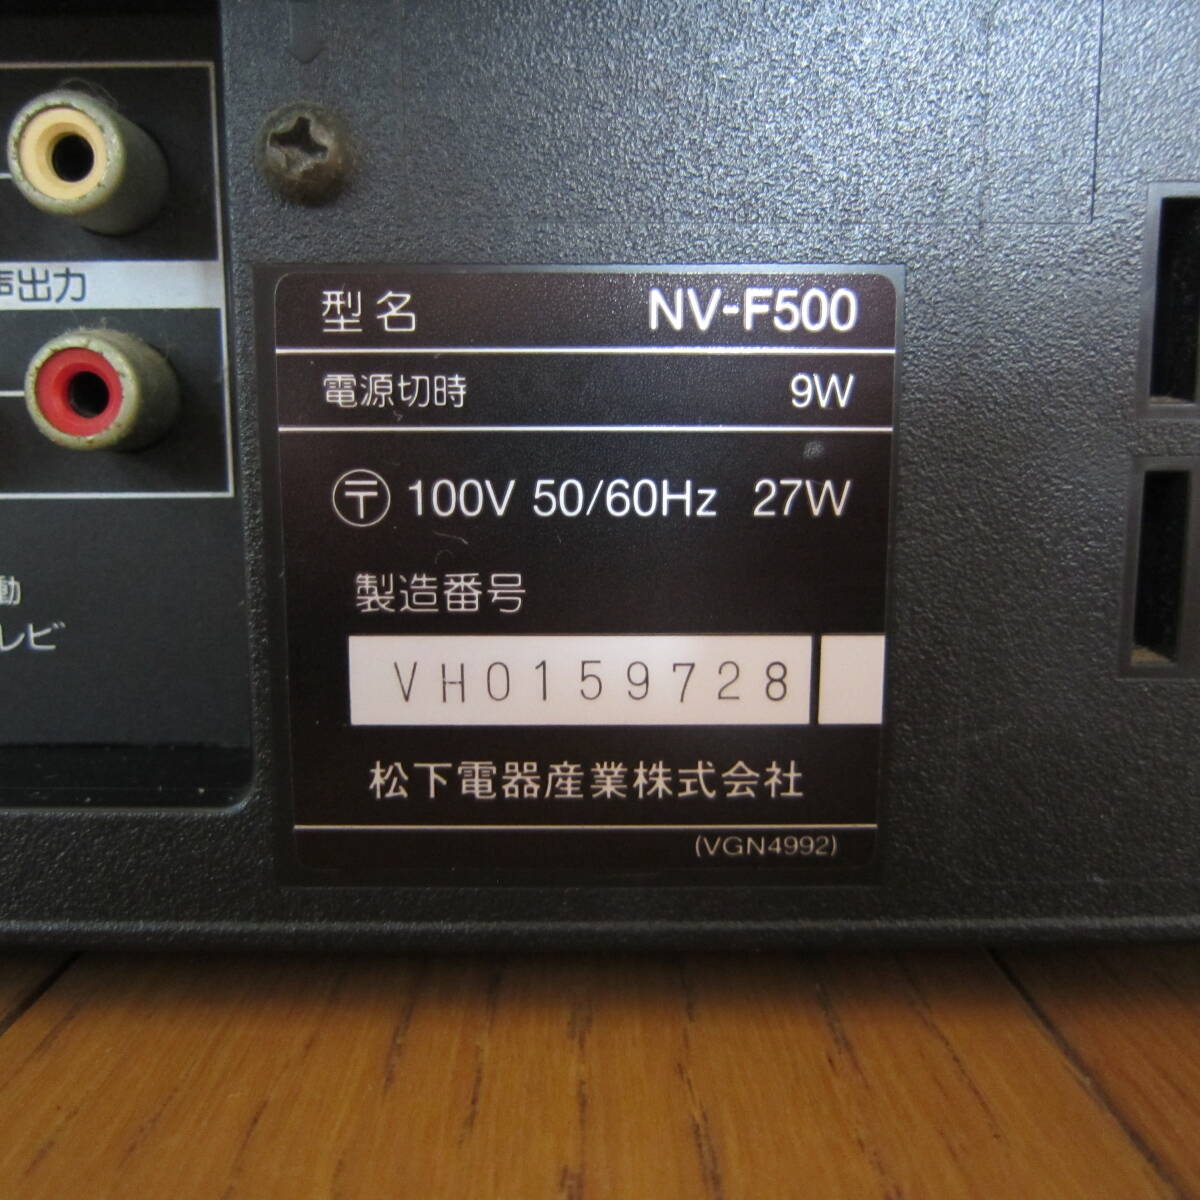 声出力
動
レビ
型名 NV-F500
電源切時 9W
〒 100V 50/60Hz 27W
製造番号
VH0159728
松下電器産業株式会社
(VGN4992)